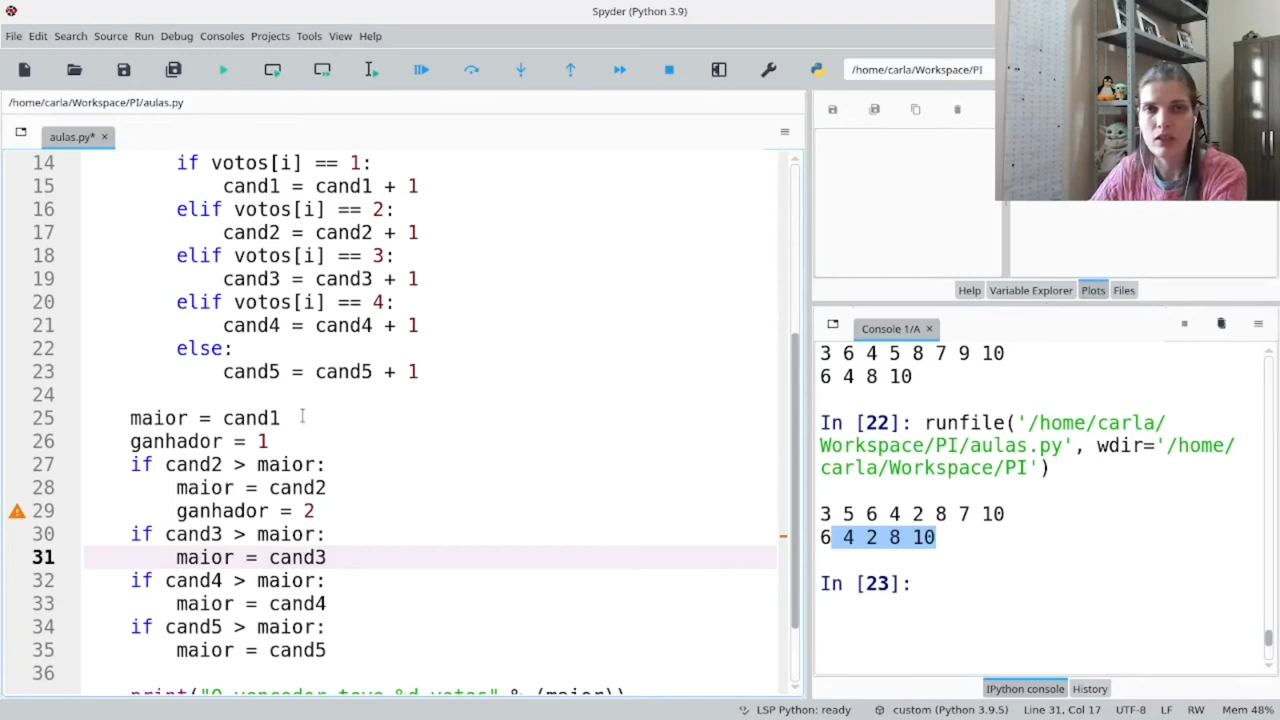 Spyder (Python 3.9)
File Edit Search Source Run Debug Consoles Projects Tools View Help
/home/carla/Workspace/PI
/home/carla/Workspace/PI/aulas.py
aulas.py*
14 if votos[i] == 1:
15 cand1 = cand1 + 1
16 elif votos[i] == 2:
17 cand2 = cand2 + 1
18 elif votos[i] == 3:
19 cand3 = cand3 + 1
20 elif votos[i] == 4:
21 cand4 = cand4 + 1
22 else:
23 cand5 = cand5 + 1
24
25 maior = cand1
26 ganhador = 1
27 if cand2 > maior:
28 maior = cand2
29 ganhador = 2
30 if cand3 > maior:
31 maior = cand3
32 if cand4 > maior:
33 maior = cand4
34 if cand5 > maior:
35 maior = cand5
36
print("O vencedor teve %d votos" % (maior))
Help Variable Explorer Plots Files
Console 1/A
3 6 4 5 8 7 9 10
6 4 8 10
In [22]: runfile('/home/carla/
Workspace/PI/aulas.py', wdir='/home/
carla/Workspace/PI')
3 5 6 4 2 8 7 10
6 4 2 8 10
In [23]:
IPython console History
LSP Python: ready custom (Python 3.9.5) Line 31, Col 17 UTF-8 LF RW Mem 48%